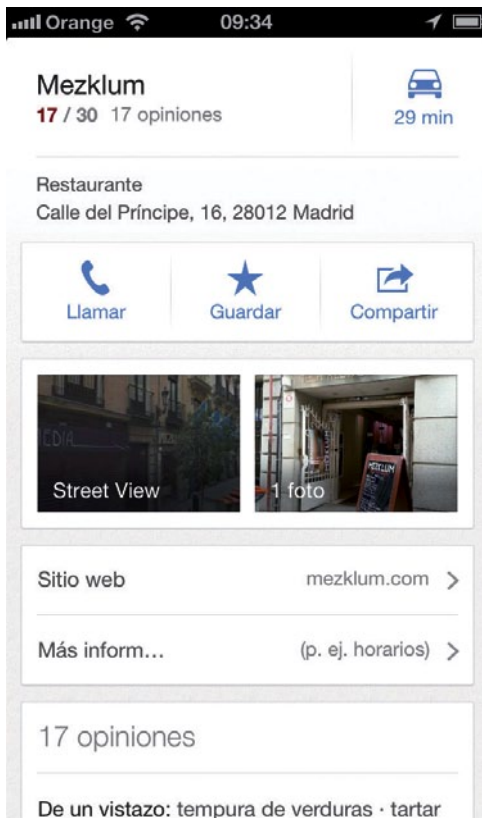 Orange 09:34
Mezklum
17 / 30 17 opiniones
29 min
Restaurante
Calle del Príncipe, 16, 28012 Madrid
Llamar Guardar Compartir
EDIA
MEZKLUM
Street View 1 foto
Sitio web mezklum.com
Más inform… (p. ej. horarios)
17 opiniones
De un vistazo: tempura de verduras · tartar